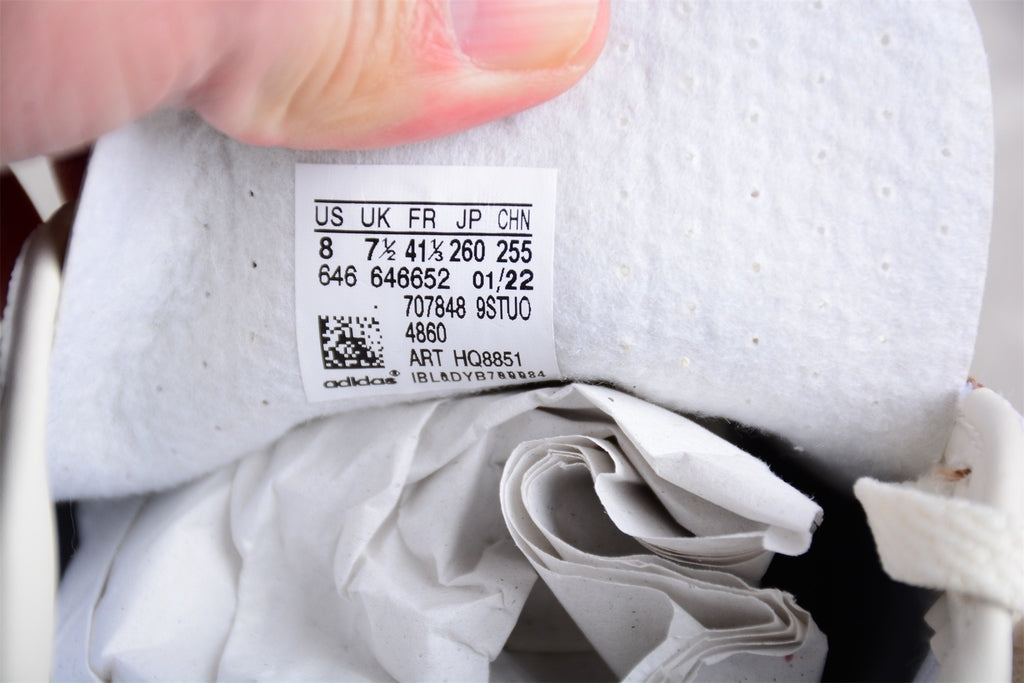 US UK FR JP CHN
8 7½ 41⅓ 260 255
646 646652 01/22
707848 9STUO
4860
ART HQ8851
adidas®